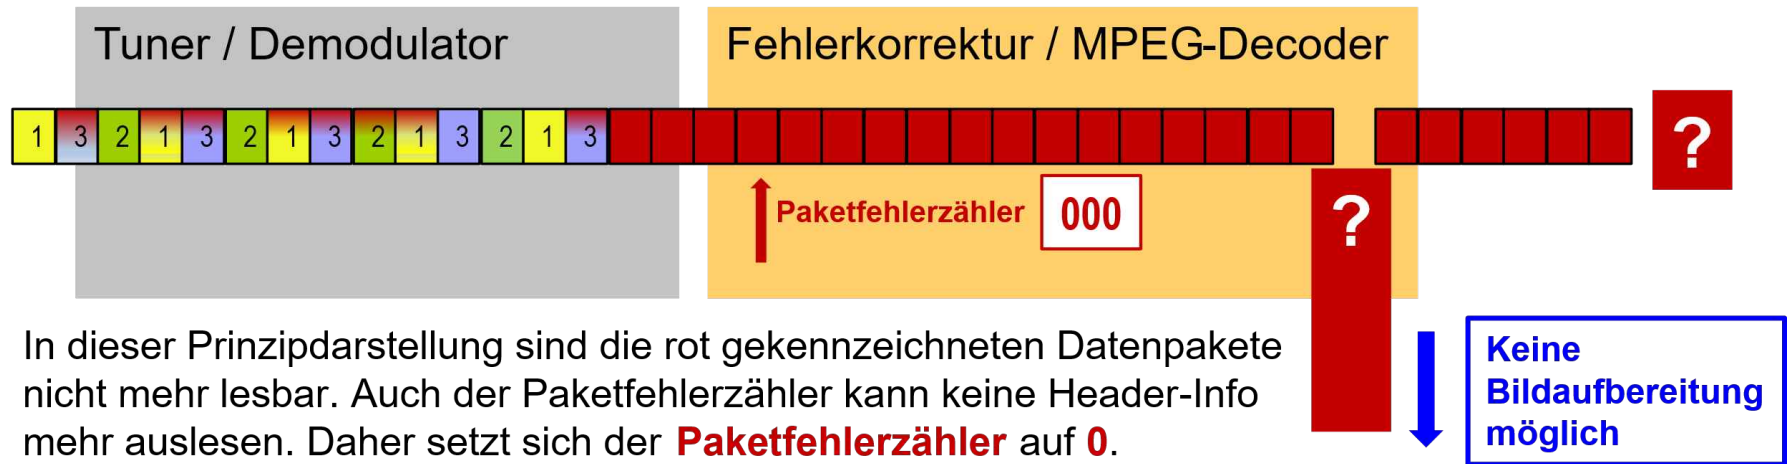 Tuner / Demodulator
Fehlerkorrektur / MPEG-Decoder
1 3 2 1 3 2 1 3 2 1 3 2 1 3
?
Paketfehlerzähler 000
?
In dieser Prinzipdarstellung sind die rot gekennzeichneten Datenpakete
nicht mehr lesbar. Auch der Paketfehlerzähler kann keine Header-Info
mehr auslesen. Daher setzt sich der Paketfehlerzähler auf 0.
Keine
Bildaufbereitung
möglich